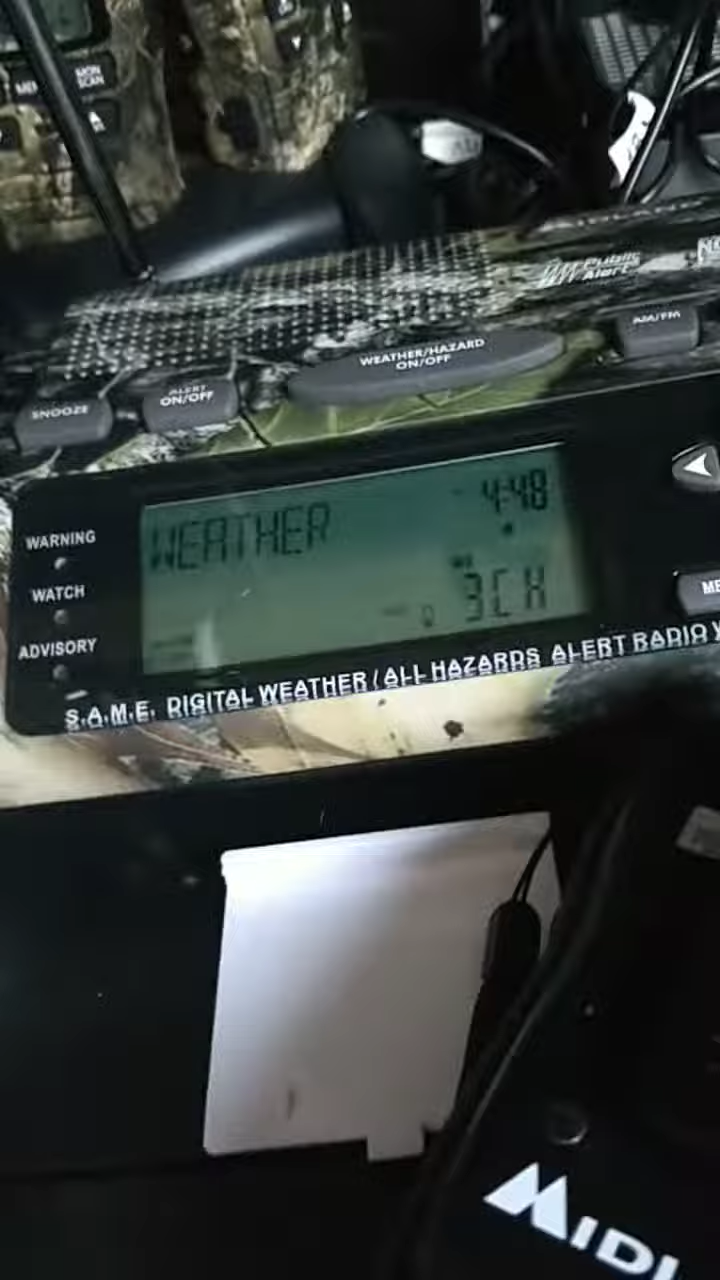 MON
SCAN
Public
Alert
AM/FM
WEATHER/HAZARD
ON/OFF
ALERT
ON/OFF
SNOOZE
4:48
WEATHER
3CH
WARNING
WATCH
ADVISORY
S.A.M.E. DIGITAL WEATHER / ALL HAZARDS ALERT RADIO
MIDL